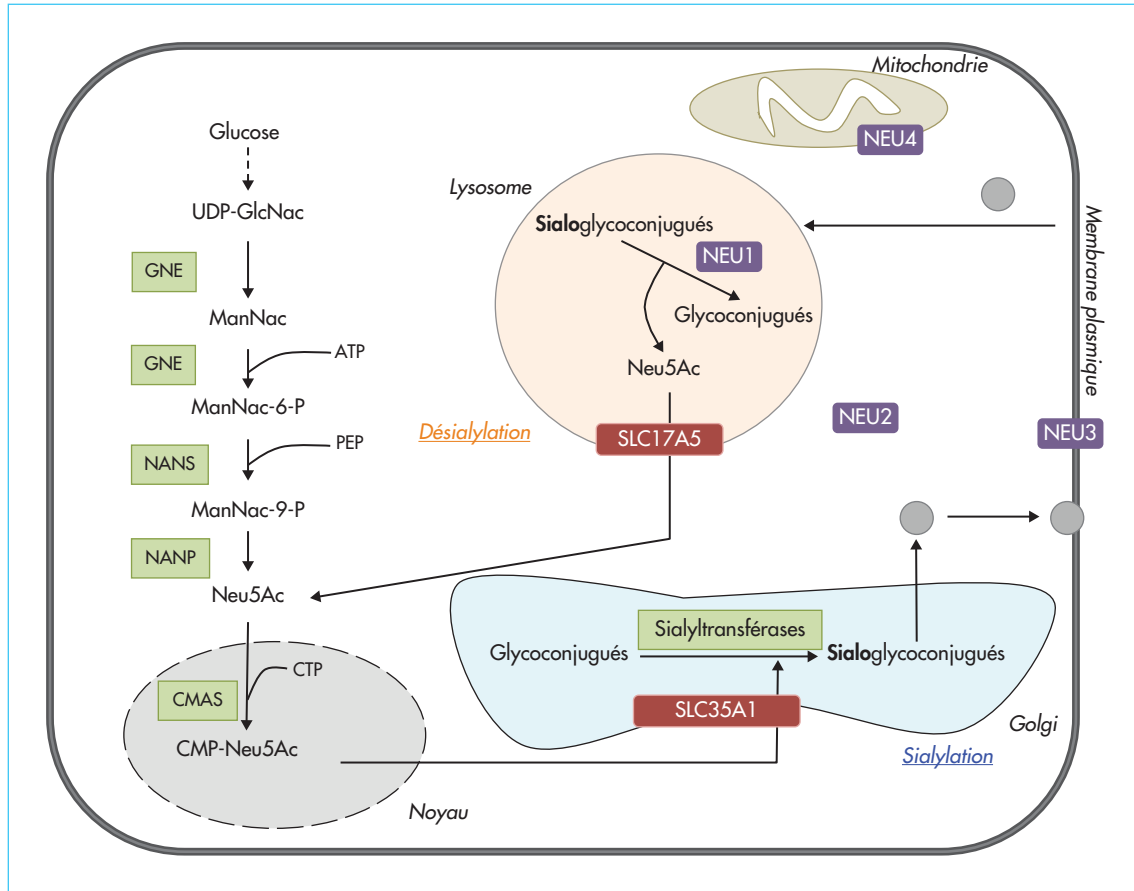 Mitochondrie
NEU4
Glucose
UDP-GlcNac
GNE
ManNac
GNE
ATP
ManNac-6-P
NANS
PEP
ManNac-9-P
NANP
Neu5Ac
CMAS
CTP
CMP-Neu5Ac
Noyau
Lysosome
Sialoglycoconjugués
NEU1
Glycoconjugués
Neu5Ac
Désialylation
SLC17A5
NEU2
Membrane plasmique
NEU3
Sialyltransférases
Glycoconjugués
Sialoglycoconjugués
SLC35A1
Golgi
Sialylation